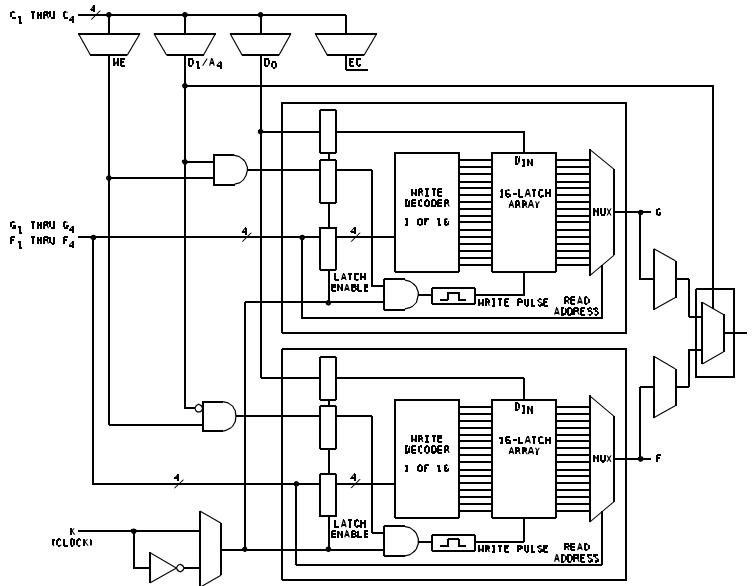 C1 THRU C4
4
WE
D1/A4
D0
EC
DIN
WRITE
DECODER
1 OF 16
16-LATCH
ARRAY
MUX
G
G1 THRU G4
F1 THRU F4
4
4
LATCH
ENABLE
WRITE PULSE
READ
ADDRESS
DIN
WRITE
DECODER
1 OF 16
16-LATCH
ARRAY
MUX
F
4
4
K
(CLOCK)
LATCH
ENABLE
WRITE PULSE
READ
ADDRESS